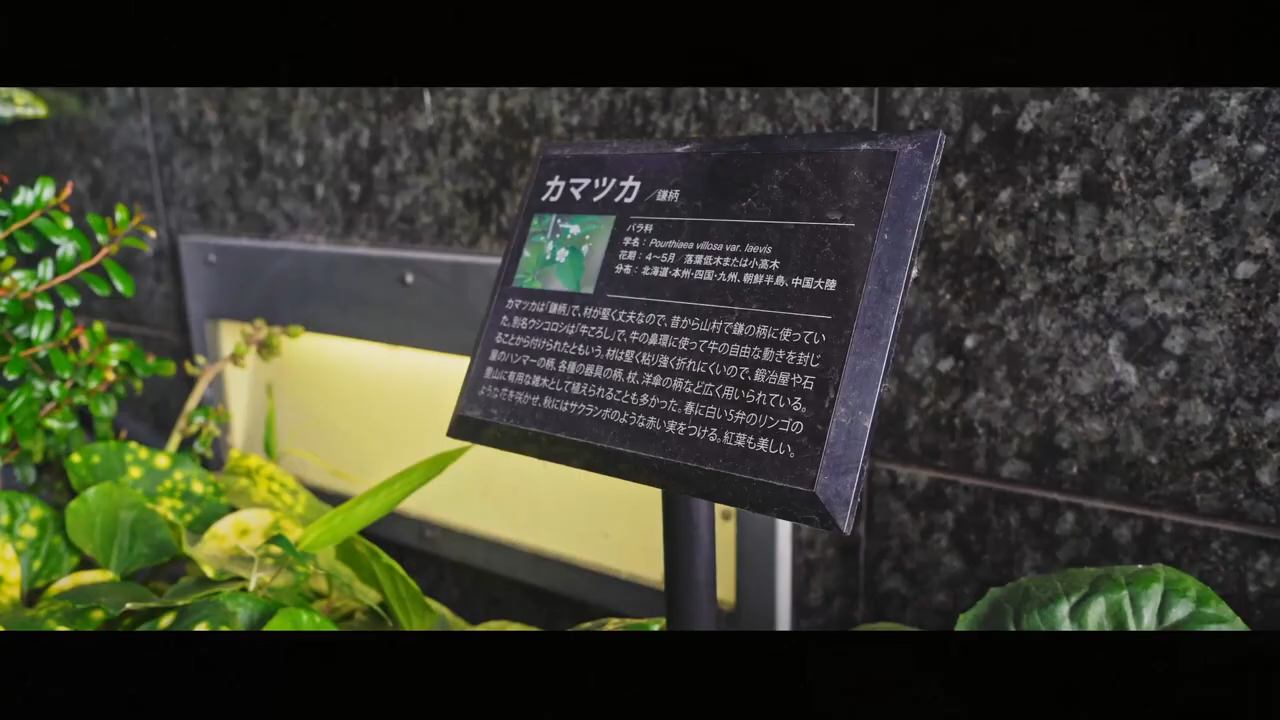 カマツカ /鎌柄
バラ科
学名: Pourthiaea villosa var. laevis
花期: 4〜5月/落葉低木または小高木
分布: 北海道・本州・四国・九州、朝鮮半島、中国大陸
カマツカは「鎌柄」で、材が堅く丈夫なので、昔から山村で鎌の柄に使ってい
た。別名ウシコロシは「牛ころし」で、牛の鼻環に使って牛の自由な動きを封じ
ることから付けられたともいう。材は堅く粘り強く折れにくいので、鍛冶屋や石
屋のハンマーの柄、各種の器具の柄、杖、洋傘の柄など広く用いられている。
里山に有用な雑木として植えられることも多かった。春に白い5弁のリンゴの
ような花を咲かせ、秋にはサクランボのような赤い実をつける。紅葉も美しい。